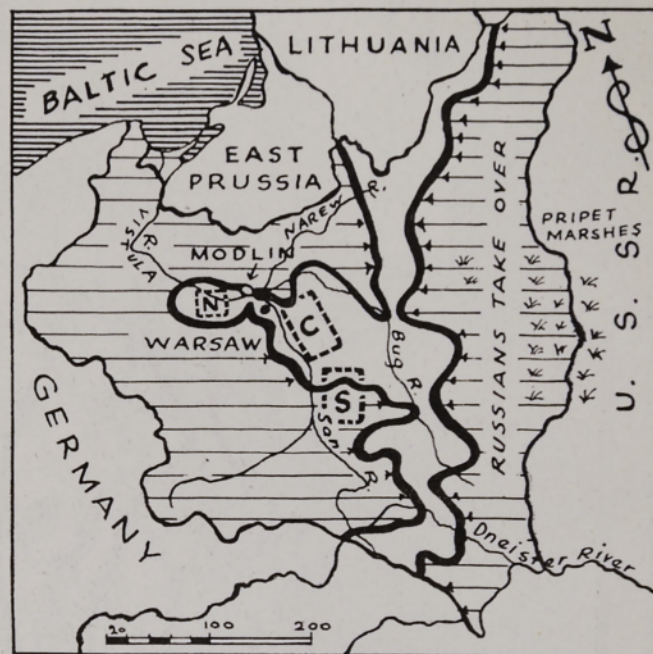 BALTIC SEA
LITHUANIA
N
EAST
PRUSSIA
R. VISTULA
NAREW R.
MODLIN
N
C
WARSAW
S
San R.
Bug R.
RUSSIANS TAKE OVER
PRIPET
MARSHES
U. S. S. R.
GERMANY
Dneister River
20 100 200